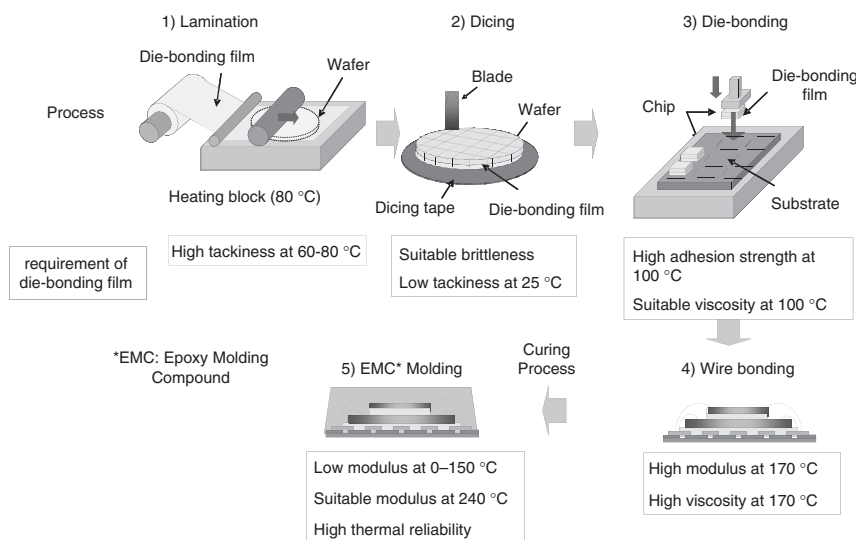 1) Lamination
2) Dicing
3) Die-bonding
Die-bonding film
Wafer
Process
Heating block (80 °C)
Blade
Wafer
Dicing tape
Die-bonding film
Die-bonding
film
Chip
Substrate
requirement of
die-bonding film
High tackiness at 60-80 °C
Suitable brittleness
Low tackiness at 25 °C
High adhesion strength at
100 °C
Suitable viscosity at 100 °C
*EMC: Epoxy Molding
Compound
5) EMC* Molding
Curing
Process
4) Wire bonding
Low modulus at 0–150 °C
Suitable modulus at 240 °C
High thermal reliability
High modulus at 170 °C
High viscosity at 170 °C